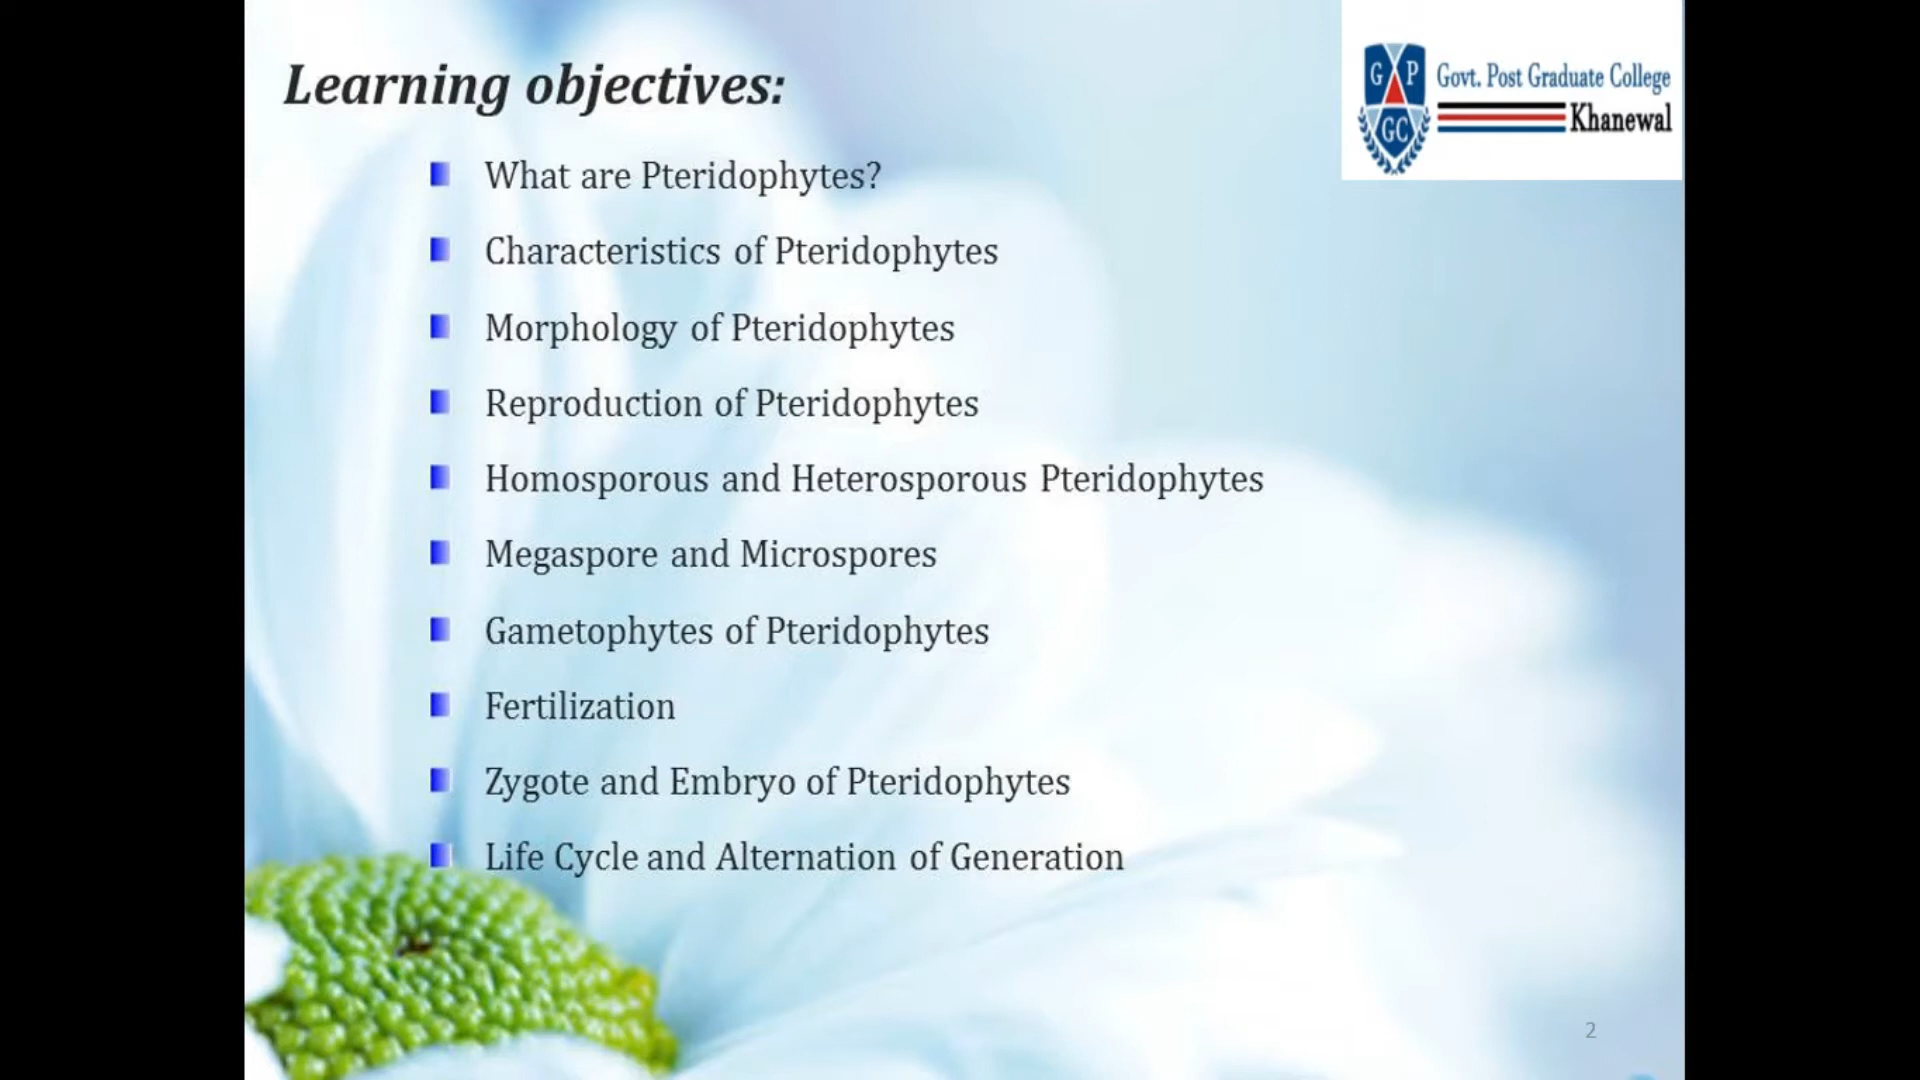 Learning objectives:
G P
GC
Govt. Post Graduate College
Khanewal
What are Pteridophytes?
Characteristics of Pteridophytes
Morphology of Pteridophytes
Reproduction of Pteridophytes
Homosporous and Heterosporous Pteridophytes
Megaspore and Microspores
Gametophytes of Pteridophytes
Fertilization
Zygote and Embryo of Pteridophytes
Life Cycle and Alternation of Generation
2